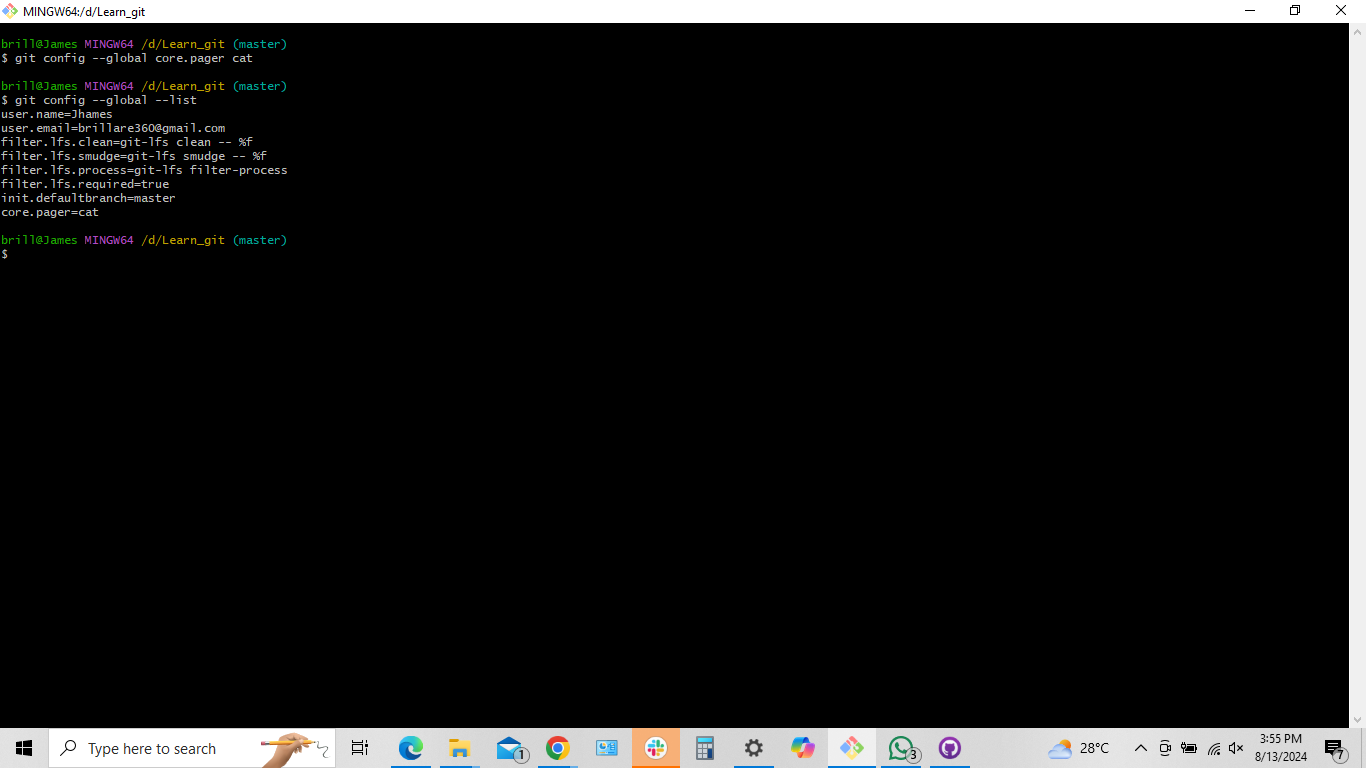 MINGW64:/d/Learn_git
brill@James MINGW64 /d/Learn_git (master)
$ git config --global core.pager cat
brill@James MINGW64 /d/Learn_git (master)
$ git config --global --list
user.name=Jhames
user.email=brillare360@gmail.com
filter.lfs.clean=git-lfs clean -- %f
filter.lfs.smudge=git-lfs smudge -- %f
filter.lfs.process=git-lfs filter-process
filter.lfs.required=true
init.defaultbranch=master
core.pager=cat
brill@James MINGW64 /d/Learn_git (master)
$
Type here to search
1
3
28°C
3:55 PM
8/13/2024
7